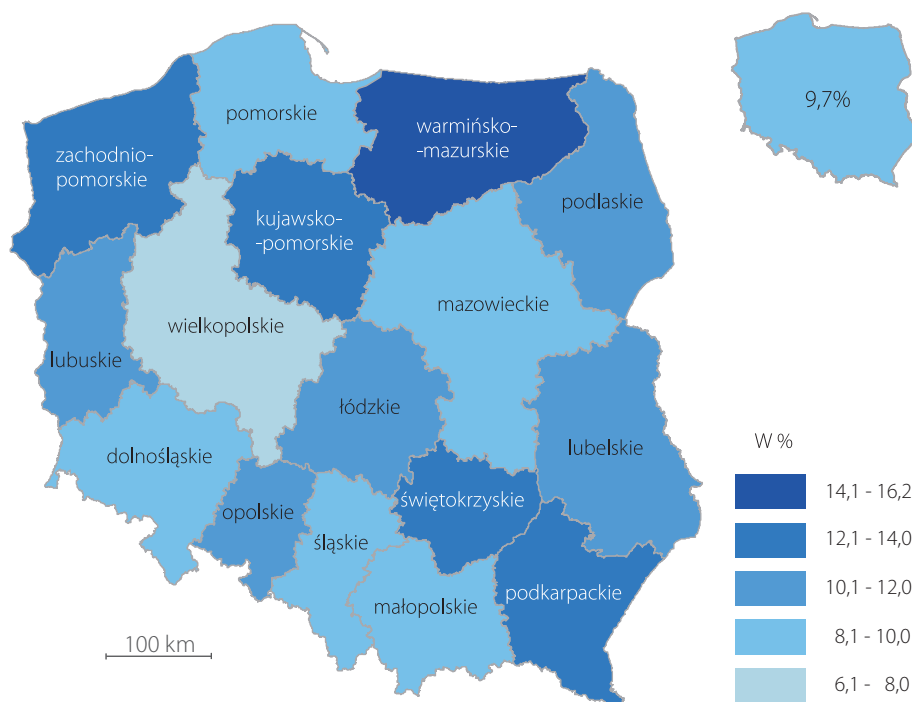 9,7%
pomorskie
warmińsko-
-mazurskie
zachodnio-
pomorskie
podlaskie
kujawsko-
-pomorskie
mazowieckie
wielkopolskie
lubuskie
łódzkie
lubelskie
dolnośląskie
świętokrzyskie
opolskie
śląskie
podkarpackie
małopolskie
100 km
W %
14,1 - 16,2
12,1 - 14,0
10,1 - 12,0
8,1 - 10,0
6,1 - 8,0